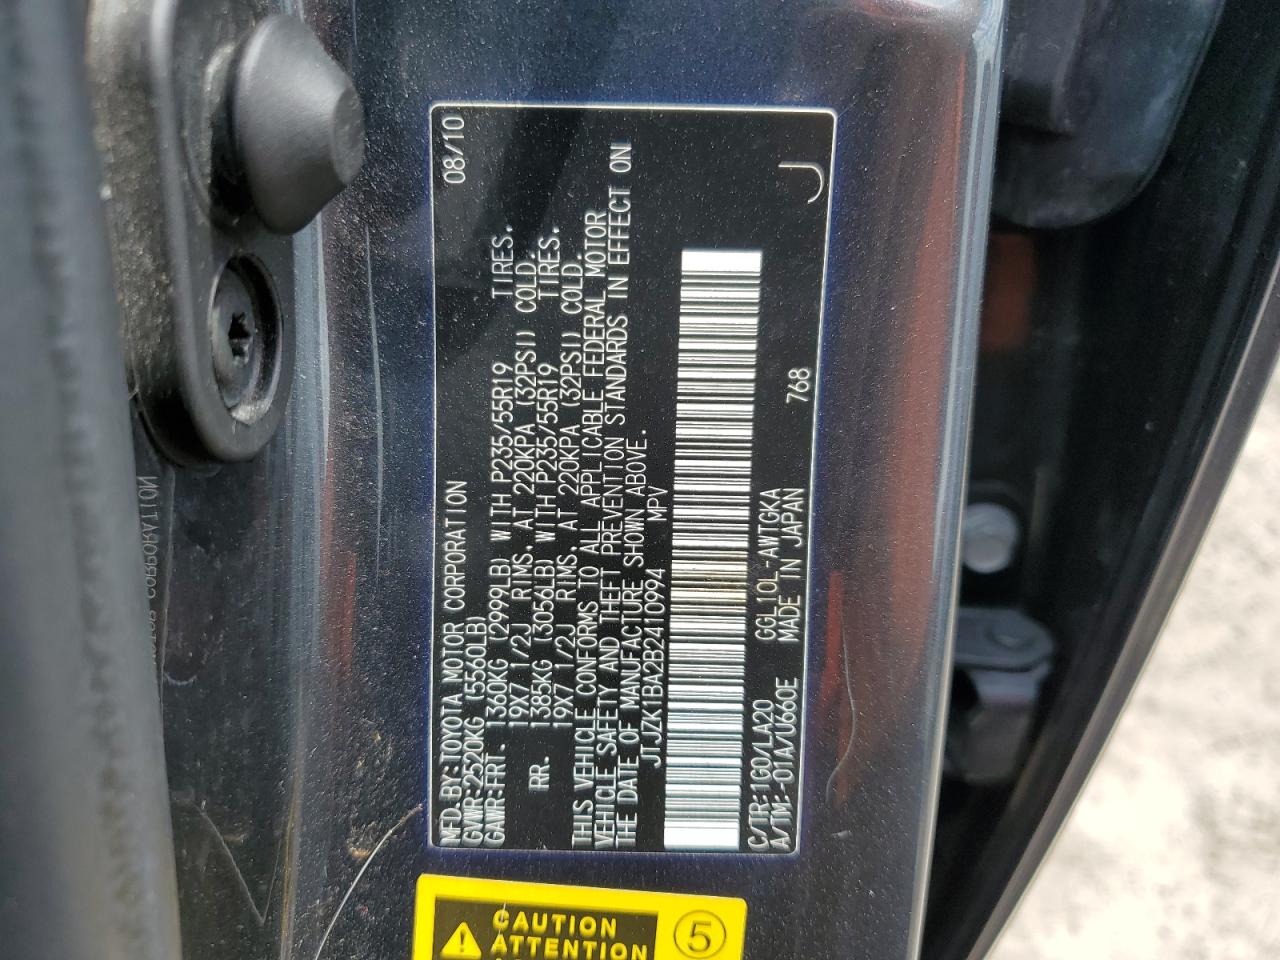 MFD.BY:TOYOTA MOTOR CORPORATION 08/10
GVWR:2520KG (5560LB)
GAWR:FRT. 1360KG (2999LB) WITH P235/55R19 TIRES.
19X7 1/2J RIMS. AT 220KPA (32PSI) COLD.
RR. 1385KG (3056LB) WITH P235/55R19 TIRES.
19X7 1/2J RIMS. AT 220KPA (32PSI) COLD.
THIS VEHICLE CONFORMS TO ALL APPLICABLE FEDERAL MOTOR
VEHICLE SAFETY AND THEFT PREVENTION STANDARDS IN EFFECT ON
THE DATE OF MANUFACTURE SHOWN ABOVE.
JTJZK1BA2B2410994 MPV
C/TR:1G0/LA20 GGL10L-AWTGKA
A/TM:-01A/U660E MADE IN JAPAN 768 J
CAUTION
ATTENTION
5